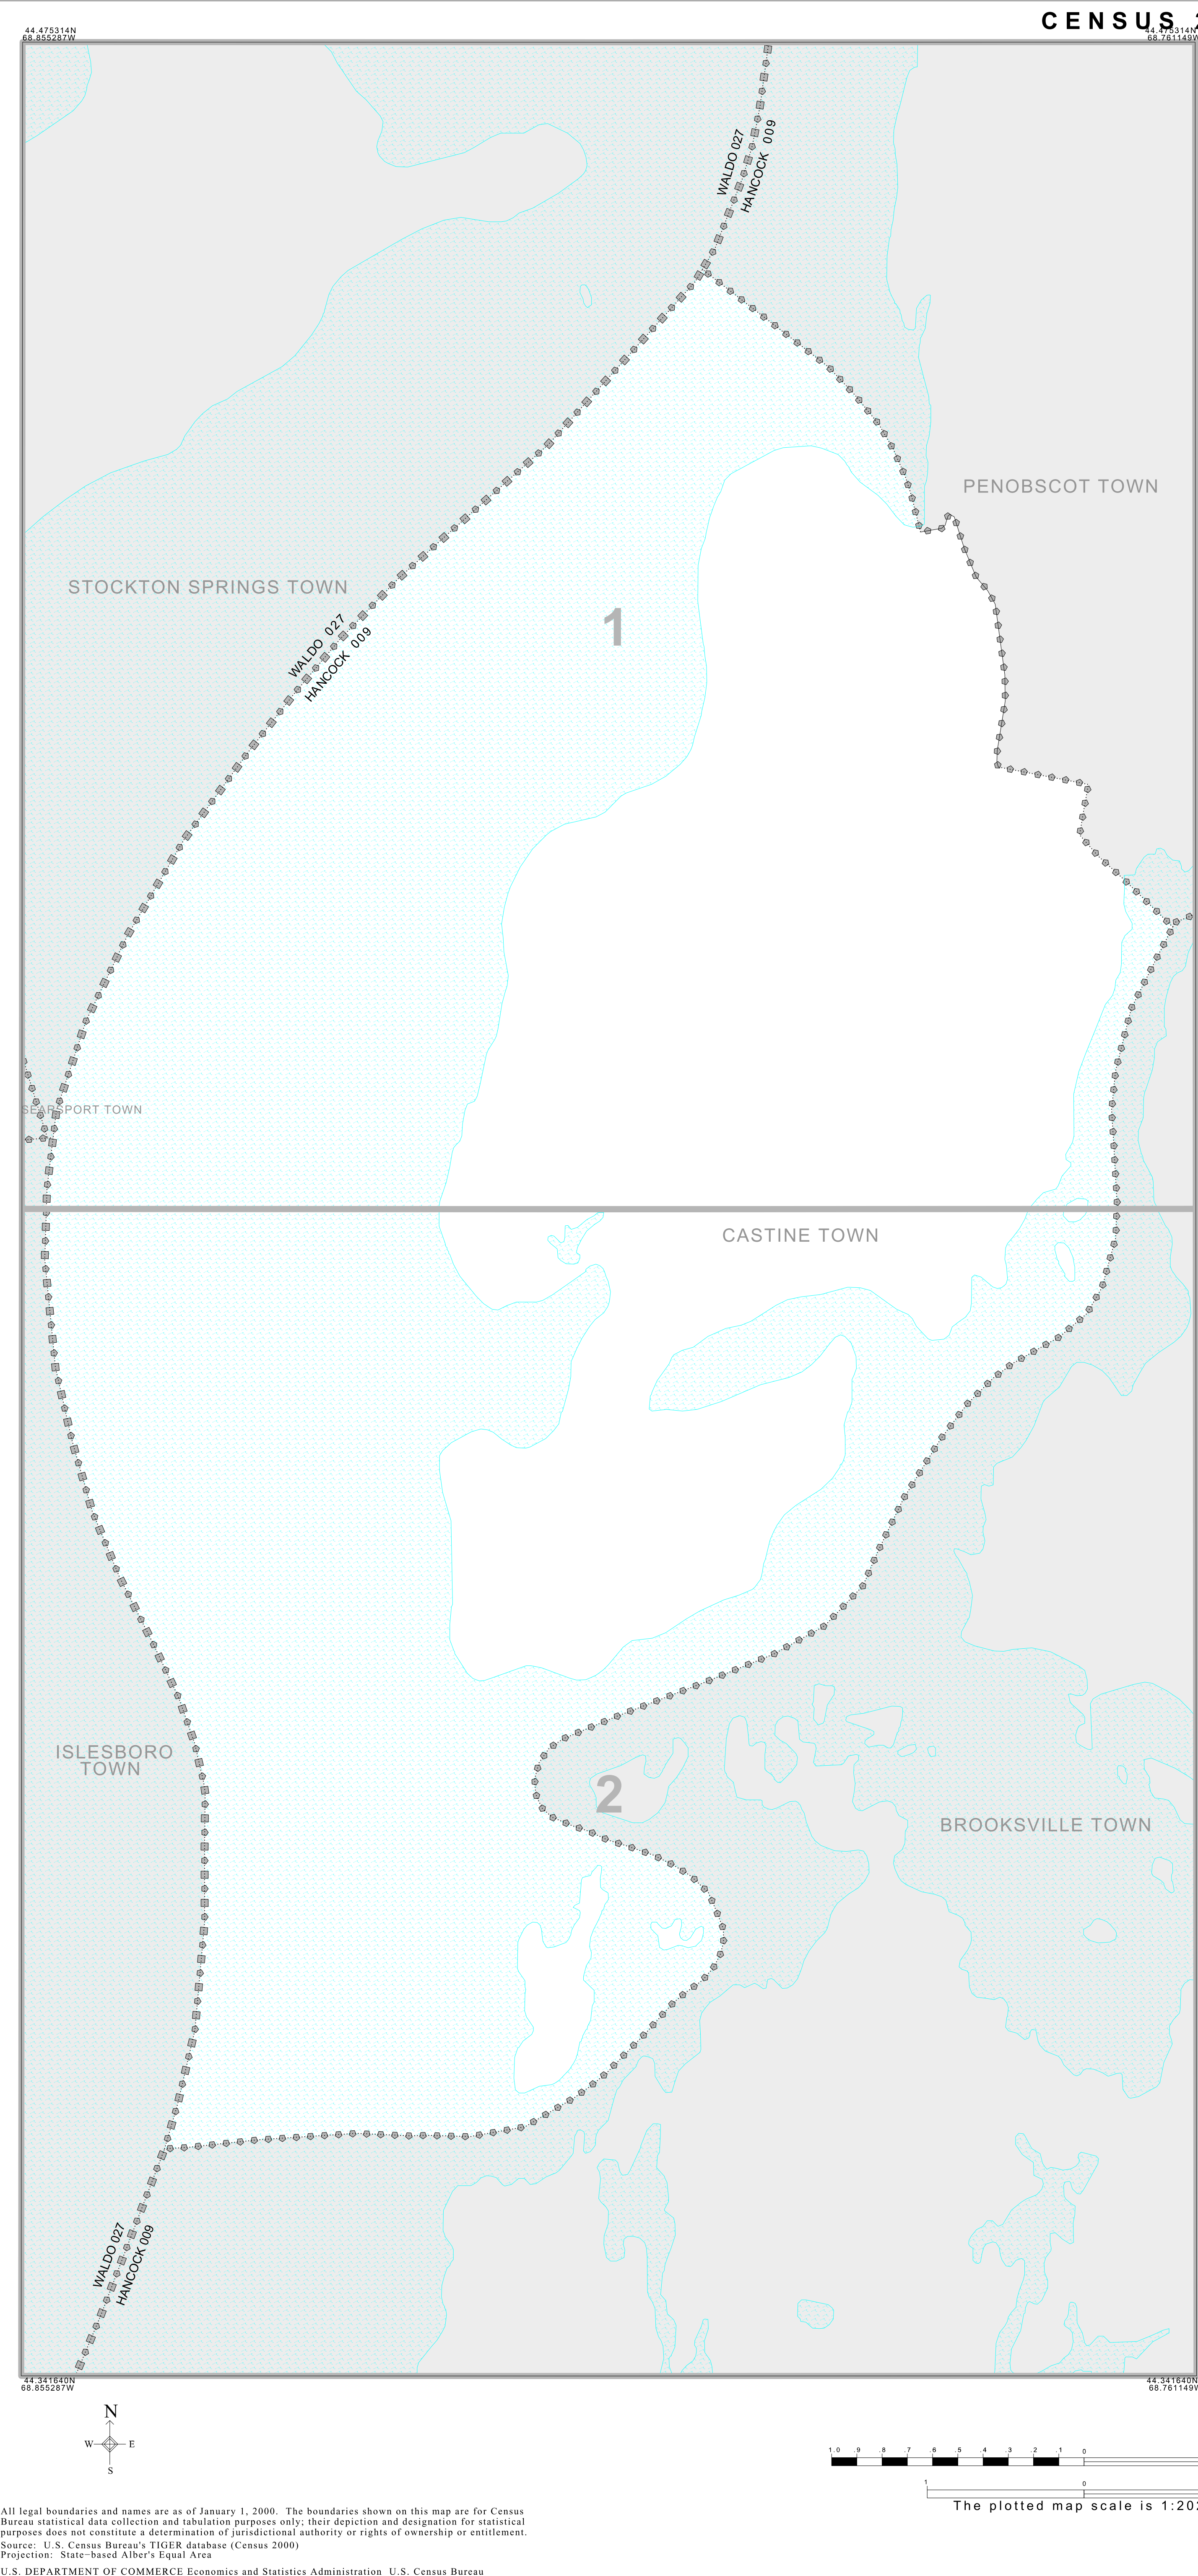 CENSUS
44.475314N
68.855287W
44.475314N
68.761149W
WALDO 027
HANCOCK 009
PENOBSCOT TOWN
STOCKTON SPRINGS TOWN
1
WALDO 027
HANCOCK 009
SEARSPORT TOWN
CASTINE TOWN
ISLESBORO
TOWN
2
BROOKSVILLE TOWN
WALDO 027
HANCOCK 009
44.341640N
68.855287W
44.341640N
68.761149W
N
W E
S
1.0 .9 .8 .7 .6 .5 .4 .3 .2 .1 0
1 0
The plotted map scale is 1:202
All legal boundaries and names are as of January 1, 2000. The boundaries shown on this map are for Census
Bureau statistical data collection and tabulation purposes only; their depiction and designation for statistical
purposes does not constitute a determination of jurisdictional authority or rights of ownership or entitlement.
Source: U.S. Census Bureau's TIGER database (Census 2000)
Projection: State−based Alber's Equal Area
U.S. DEPARTMENT OF COMMERCE Economics and Statistics Administration U.S. Census Bureau